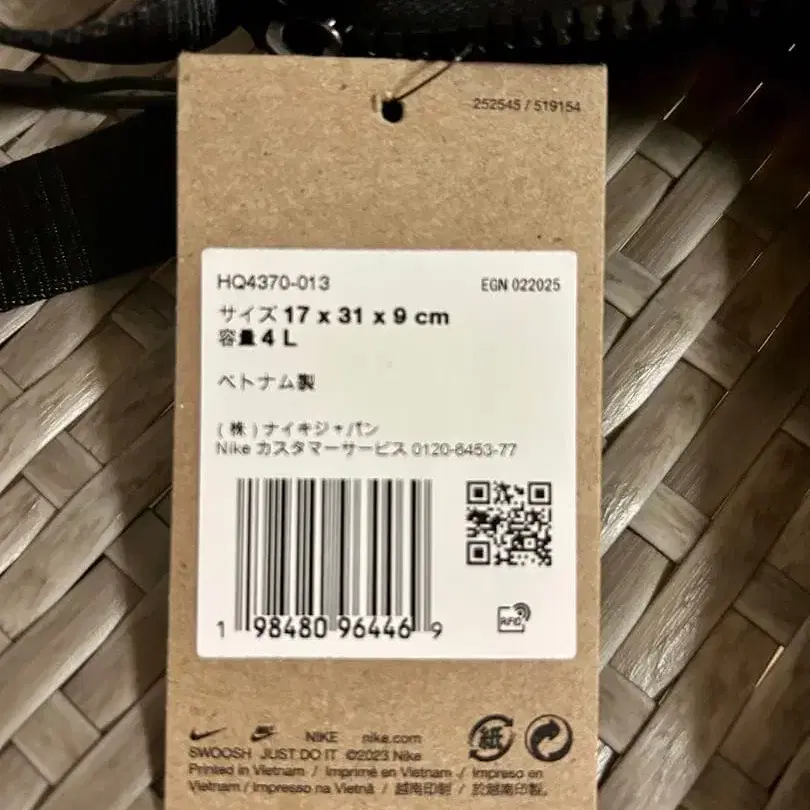 252545 / 519154
HQ4370-013 EGN 022025
サイズ 17 x 31 x 9 cm
容量 4 L
ベトナム製
(株)ナイキジャパン
Nike カスタマーサービス 0120-6453-77
1 98480 96446 9
RFID
NIKE nike.com
紙
SWOOSH JUST DO IT ©2023 Nike
Printed in Vietnam / Imprimé en Vietnam / Impreso en
Vietnam / Impresso na Vietnã / 越南印制 / 於越南印製.